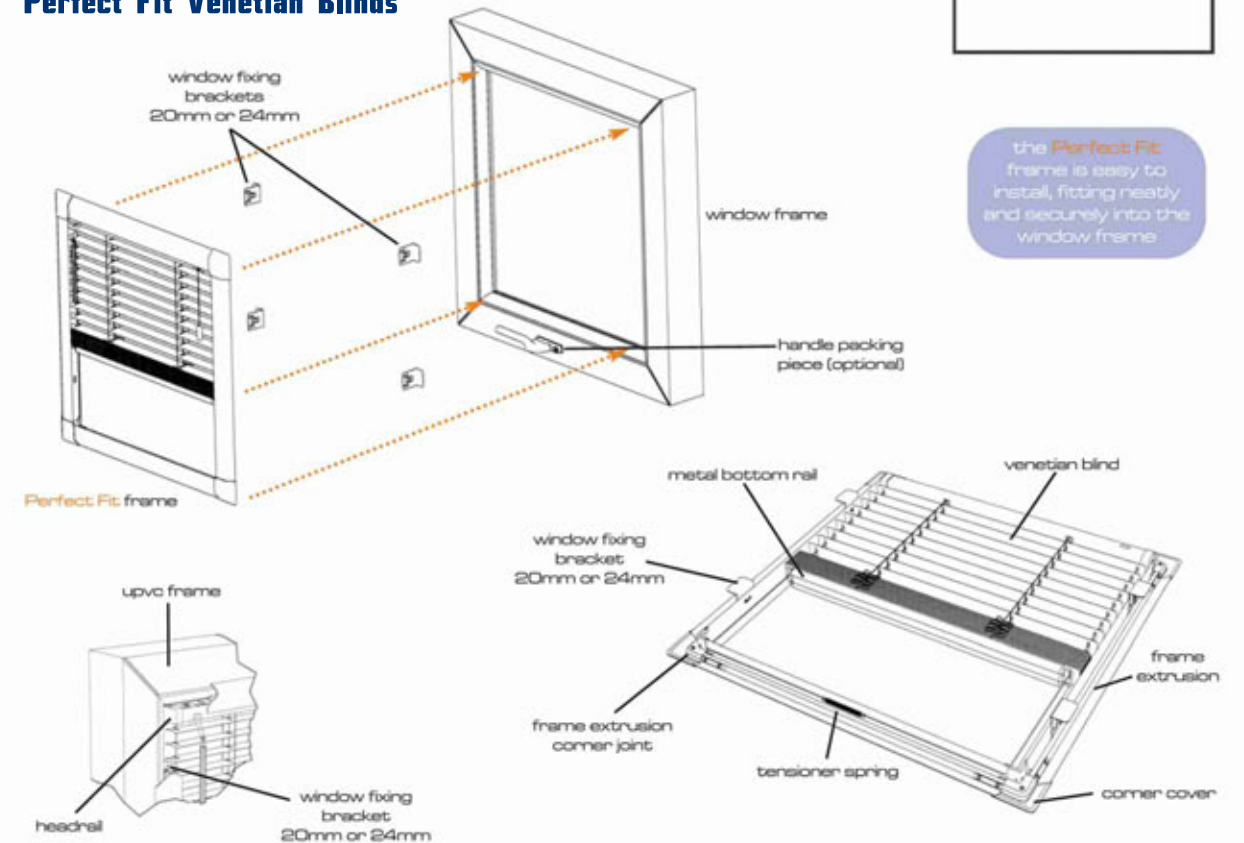 Perfect Fit Venetian Blinds
window fixing
brackets
20mm or 24mm
window frame
the Perfect Fit
frame is easy to
install, fitting neatly
and securely into the
window frame
handle packing
piece (optional)
Perfect Fit frame
metal bottom rail
venetian blind
window fixing
bracket
20mm or 24mm
upvc frame
frame
extrusion
frame extrusion
corner joint
tensioner spring
corner cover
headrail
window fixing
bracket
20mm or 24mm